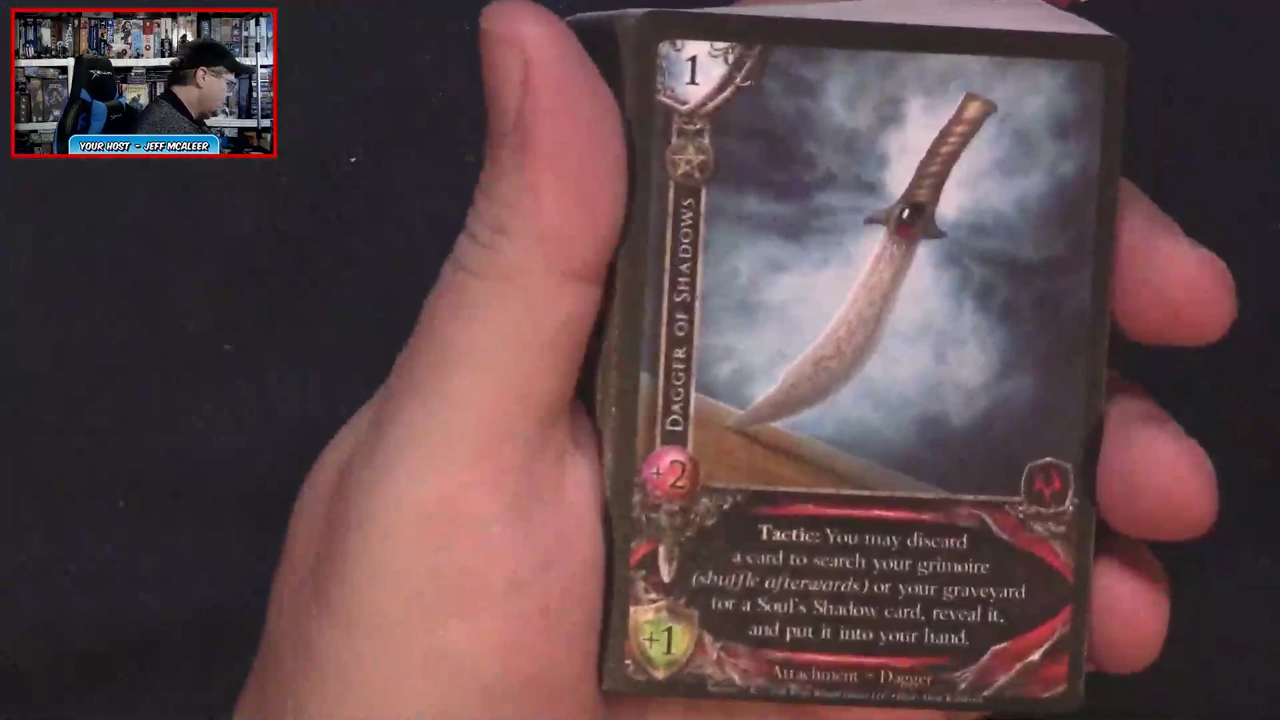 YOUR HOST - JEFF MCALEER
1
DAGGER OF SHADOWS
+2
Tactic: You may discard
a card to search your grimoire
(shuffle afterwards) or your graveyard
for a Soul's Shadow card, reveal it,
and put it into your hand.
+1
Attachment ~ Dagger